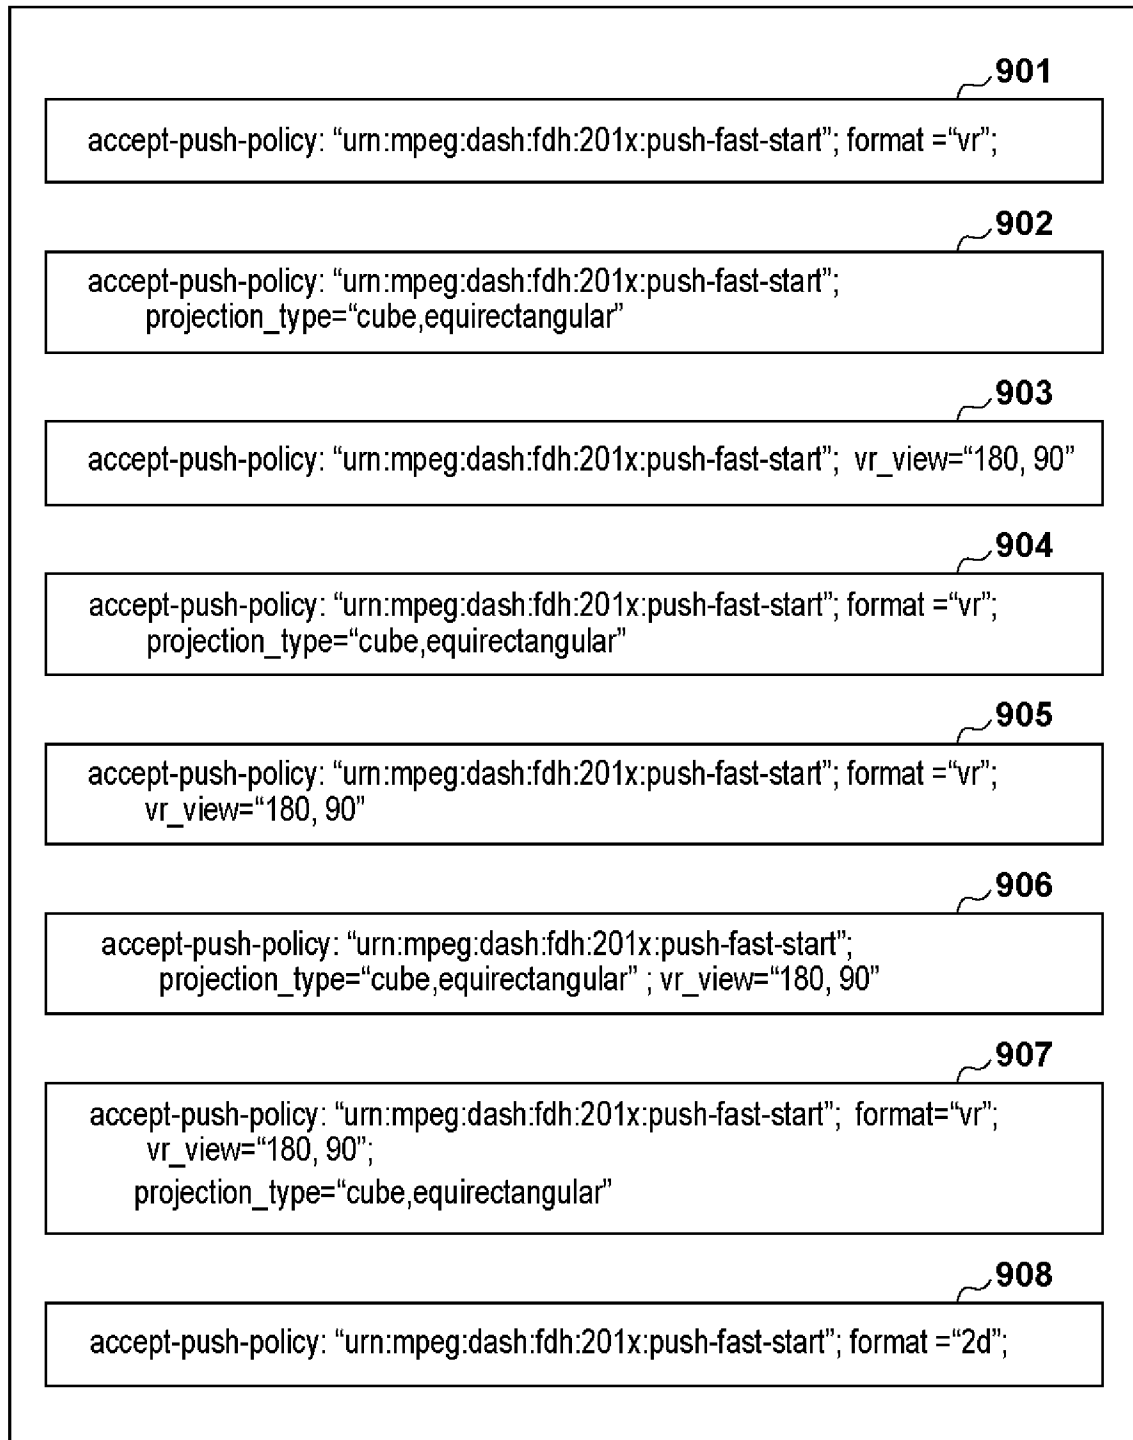 901
accept-push-policy: “urn:mpeg:dash:fdh:201x:push-fast-start”; format =“vr”;
902
accept-push-policy: “urn:mpeg:dash:fdh:201x:push-fast-start”;
projection_type=“cube,equirectangular”
903
accept-push-policy: “urn:mpeg:dash:fdh:201x:push-fast-start”; vr_view=“180, 90”
904
accept-push-policy: “urn:mpeg:dash:fdh:201x:push-fast-start”; format =“vr”;
projection_type=“cube,equirectangular”
905
accept-push-policy: “urn:mpeg:dash:fdh:201x:push-fast-start”; format =“vr”;
vr_view=“180, 90”
906
accept-push-policy: “urn:mpeg:dash:fdh:201x:push-fast-start”;
projection_type=“cube,equirectangular” ; vr_view=“180, 90”
907
accept-push-policy: “urn:mpeg:dash:fdh:201x:push-fast-start”; format=“vr”;
vr_view=“180, 90”;
projection_type=“cube,equirectangular”
908
accept-push-policy: “urn:mpeg:dash:fdh:201x:push-fast-start”; format =“2d”;